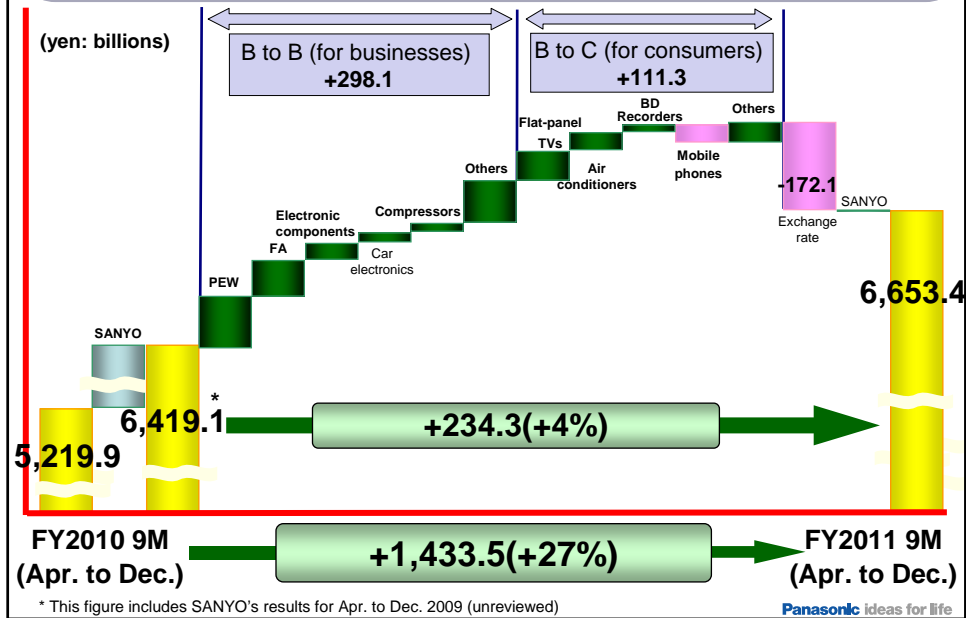 (yen: billions)
B to B (for businesses)
+298.1
B to C (for consumers)
+111.3
SANYO
PEW
FA
Electronic
components
Car
electronics
Compressors
Others
Flat-panel
TVs
Air
conditioners
BD
Recorders
Mobile
phones
Others
-172.1
Exchange
rate
SANYO
5,219.9
6,419.1
*
6,653.4
+234.3(+4%)
FY2010 9M
(Apr. to Dec.)
+1,433.5(+27%)
FY2011 9M
(Apr. to Dec.)
* This figure includes SANYO's results for Apr. to Dec. 2009 (unreviewed)
Panasonic ideas for life